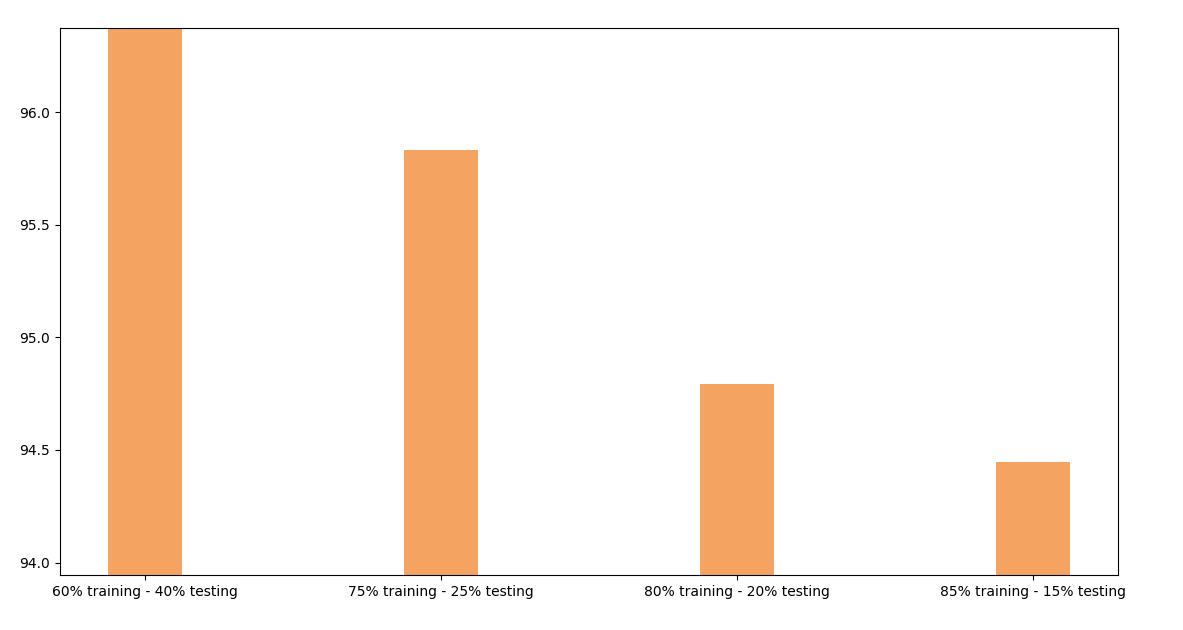 96.0
95.5
95.0
94.5
94.0
60% training - 40% testing
75% training - 25% testing
80% training - 20% testing
85% training - 15% testing